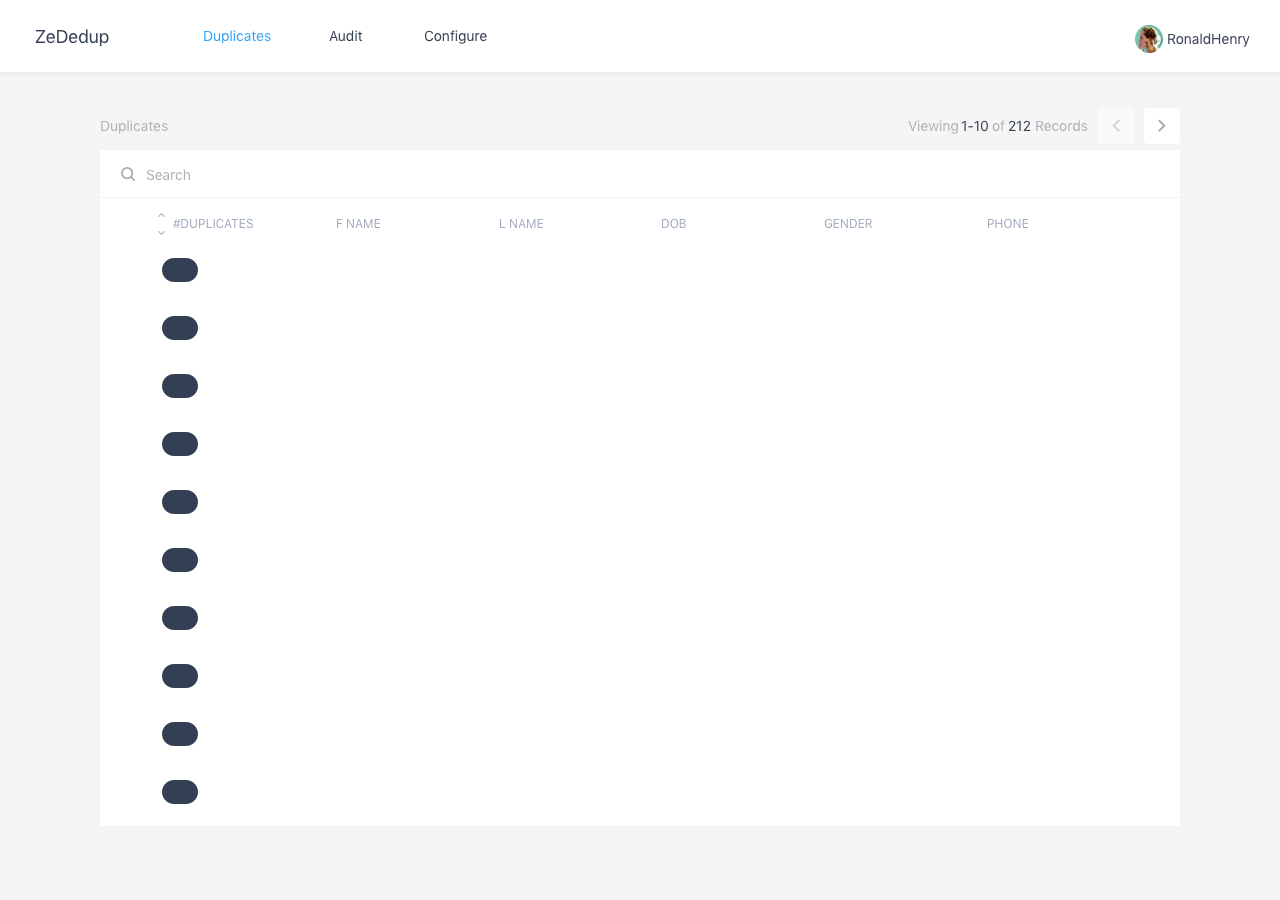 ZeDedup Duplicates Audit Configure RonaldHenry
Duplicates Viewing 1-10 of 212 Records
Search
#DUPLICATES F NAME L NAME DOB GENDER PHONE